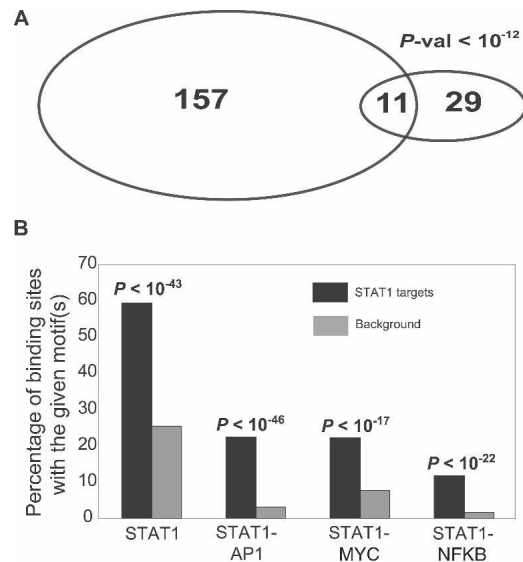 A
P-val < 10-12
157
11
29
B
Percentage of binding sites
with the given motif(s)
70
60
50
40
30
20
10
0
P < 10-43
P < 10-46
P < 10-17
P < 10-22
STAT1 targets
Background
STAT1
STAT1-
AP1
STAT1-
MYC
STAT1-
NFKB